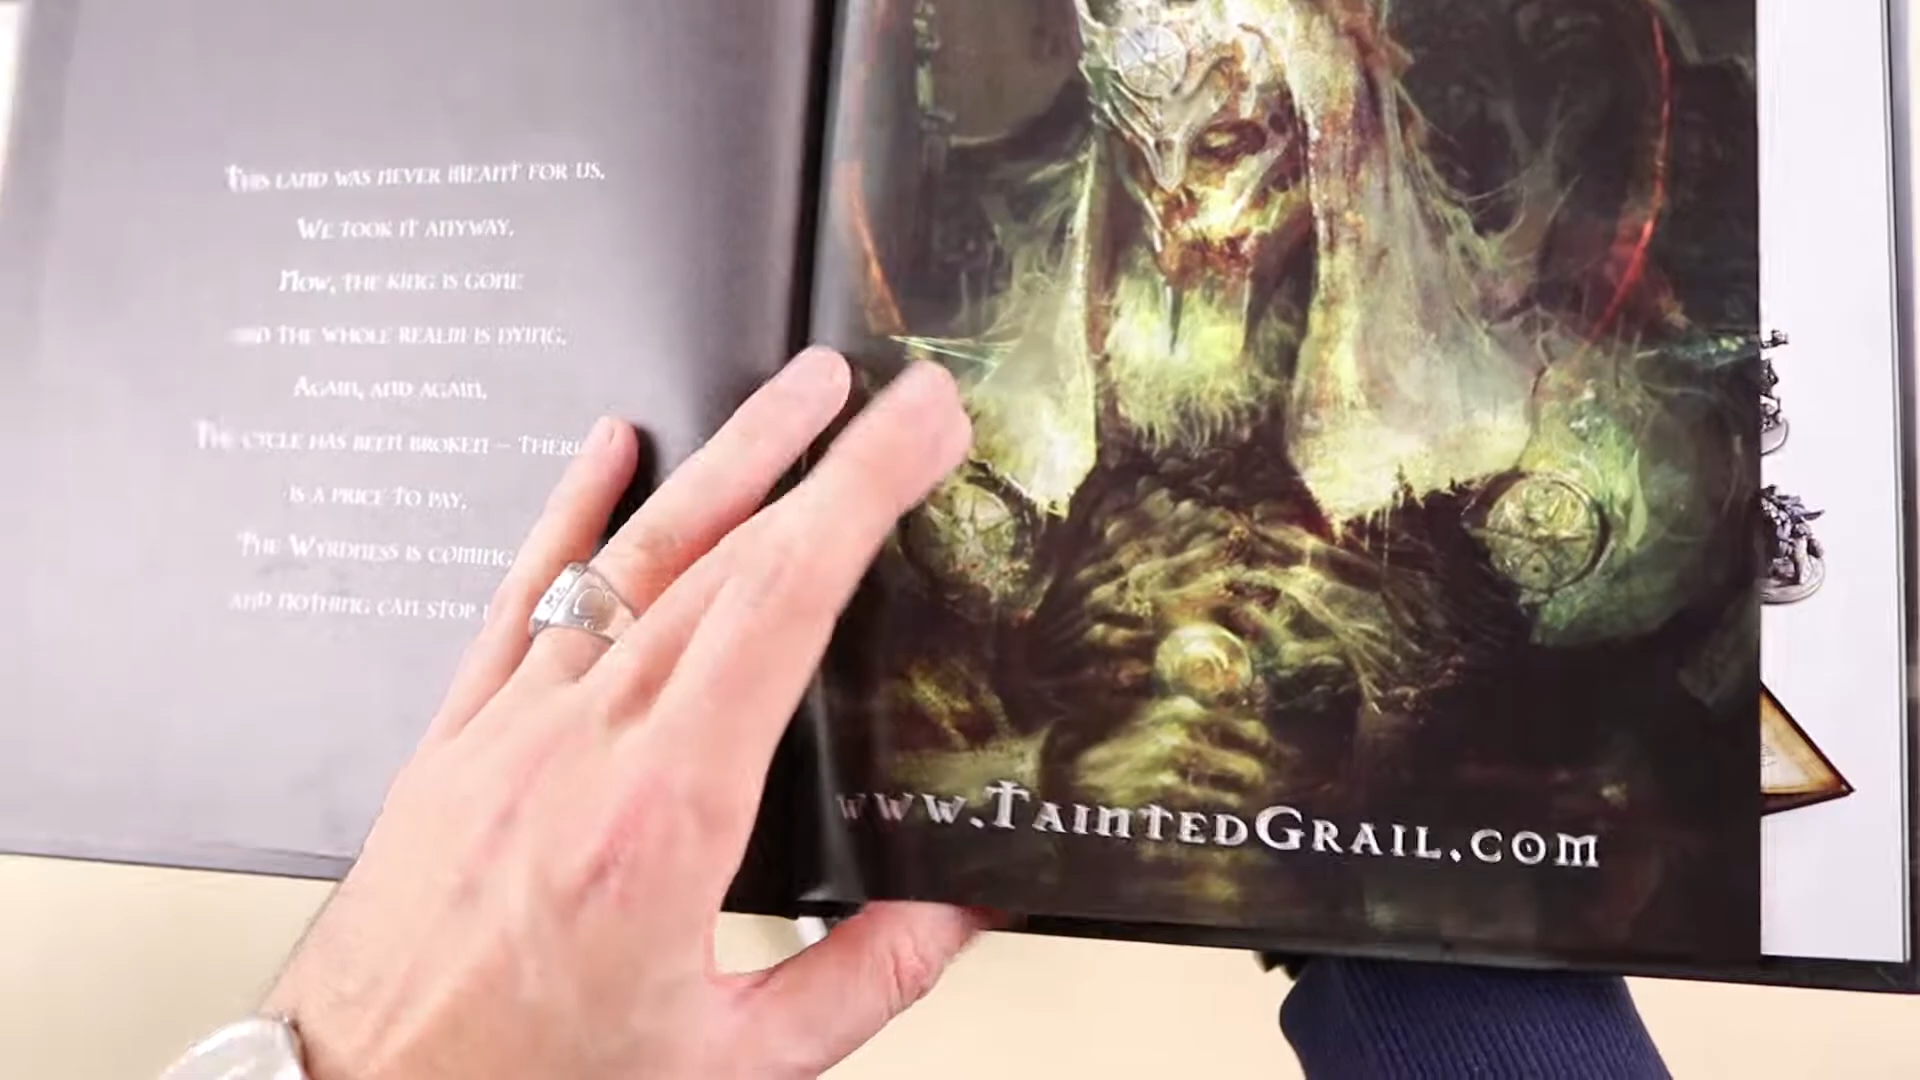 This land was never meant for us.
We took it anyway.
Now, the king is gone
the whole realm is dying.
Again, and again.
The cycle has been broken – there
is a price to pay.
The Wyrdness is coming
and nothing can stop
www.TaintedGrail.com